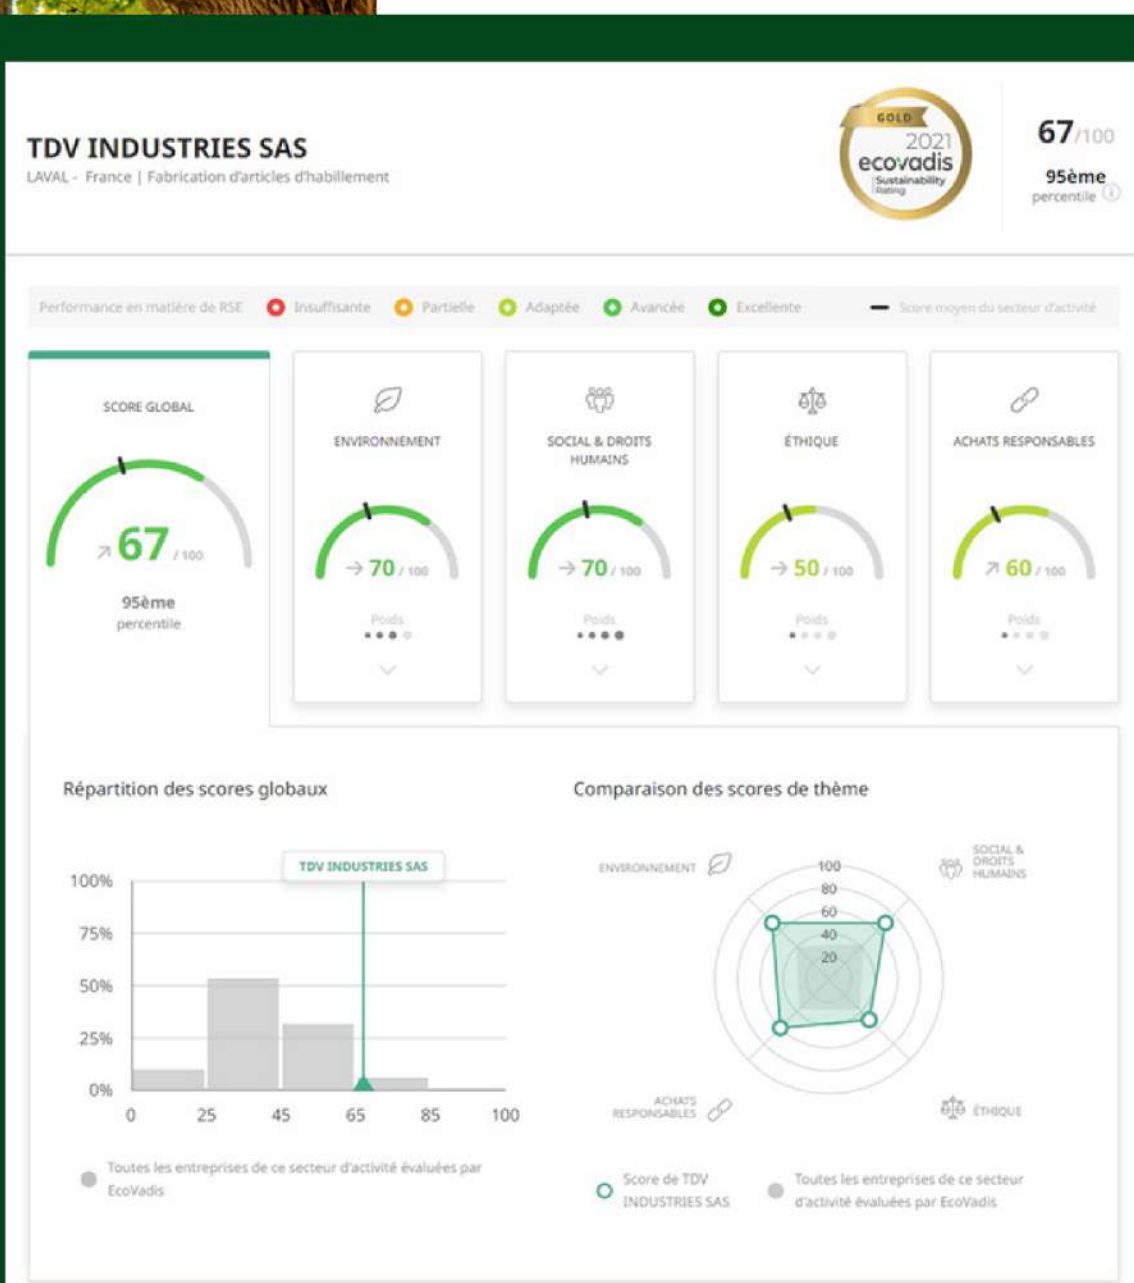 TDV INDUSTRIES SAS
LAVAL - France | Fabrication d'articles d'habillement
GOLD
2021
ecovadis
Sustainability
Rating
67/100
95ème
percentile
Performance en matière de RSE
Insuffisante
Partielle
Adaptée
Avancée
Excellente
Score moyen du secteur d'activité
SCORE GLOBAL
67 / 100
95ème
percentile
ENVIRONNEMENT
70 / 100
Poids
SOCIAL & DROITS
HUMAINS
70 / 100
Poids
ÉTHIQUE
50 / 100
Poids
ACHATS RESPONSABLES
60 / 100
Poids
Répartition des scores globaux
TDV INDUSTRIES SAS
100%
75%
50%
25%
0%
0 25 45 65 85 100
Toutes les entreprises de ce secteur d'activité évaluées par
EcoVadis
Comparaison des scores de thème
ENVIRONNEMENT
SOCIAL &
DROITS
HUMAINS
100
80
60
40
20
ACHATS
RESPONSABLES
ÉTHIQUE
Score de TDV
INDUSTRIES SAS
Toutes les entreprises de ce secteur
d'activité évaluées par EcoVadis